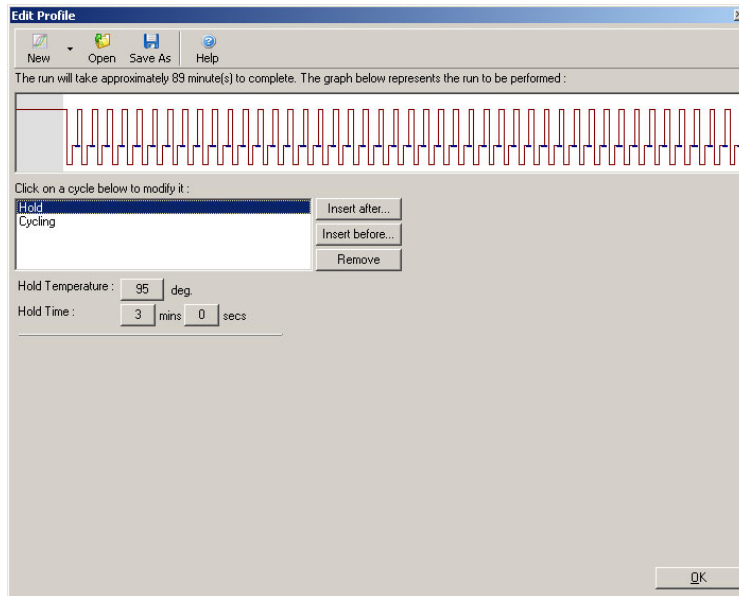 Edit Profile
New Open Save As Help
The run will take approximately 89 minute(s) to complete. The graph below represents the run to be performed :
Click on a cycle below to modify it :
Hold
Cycling
Insert after...
Insert before...
Remove
Hold Temperature : 95 deg.
Hold Time : 3 mins 0 secs
OK